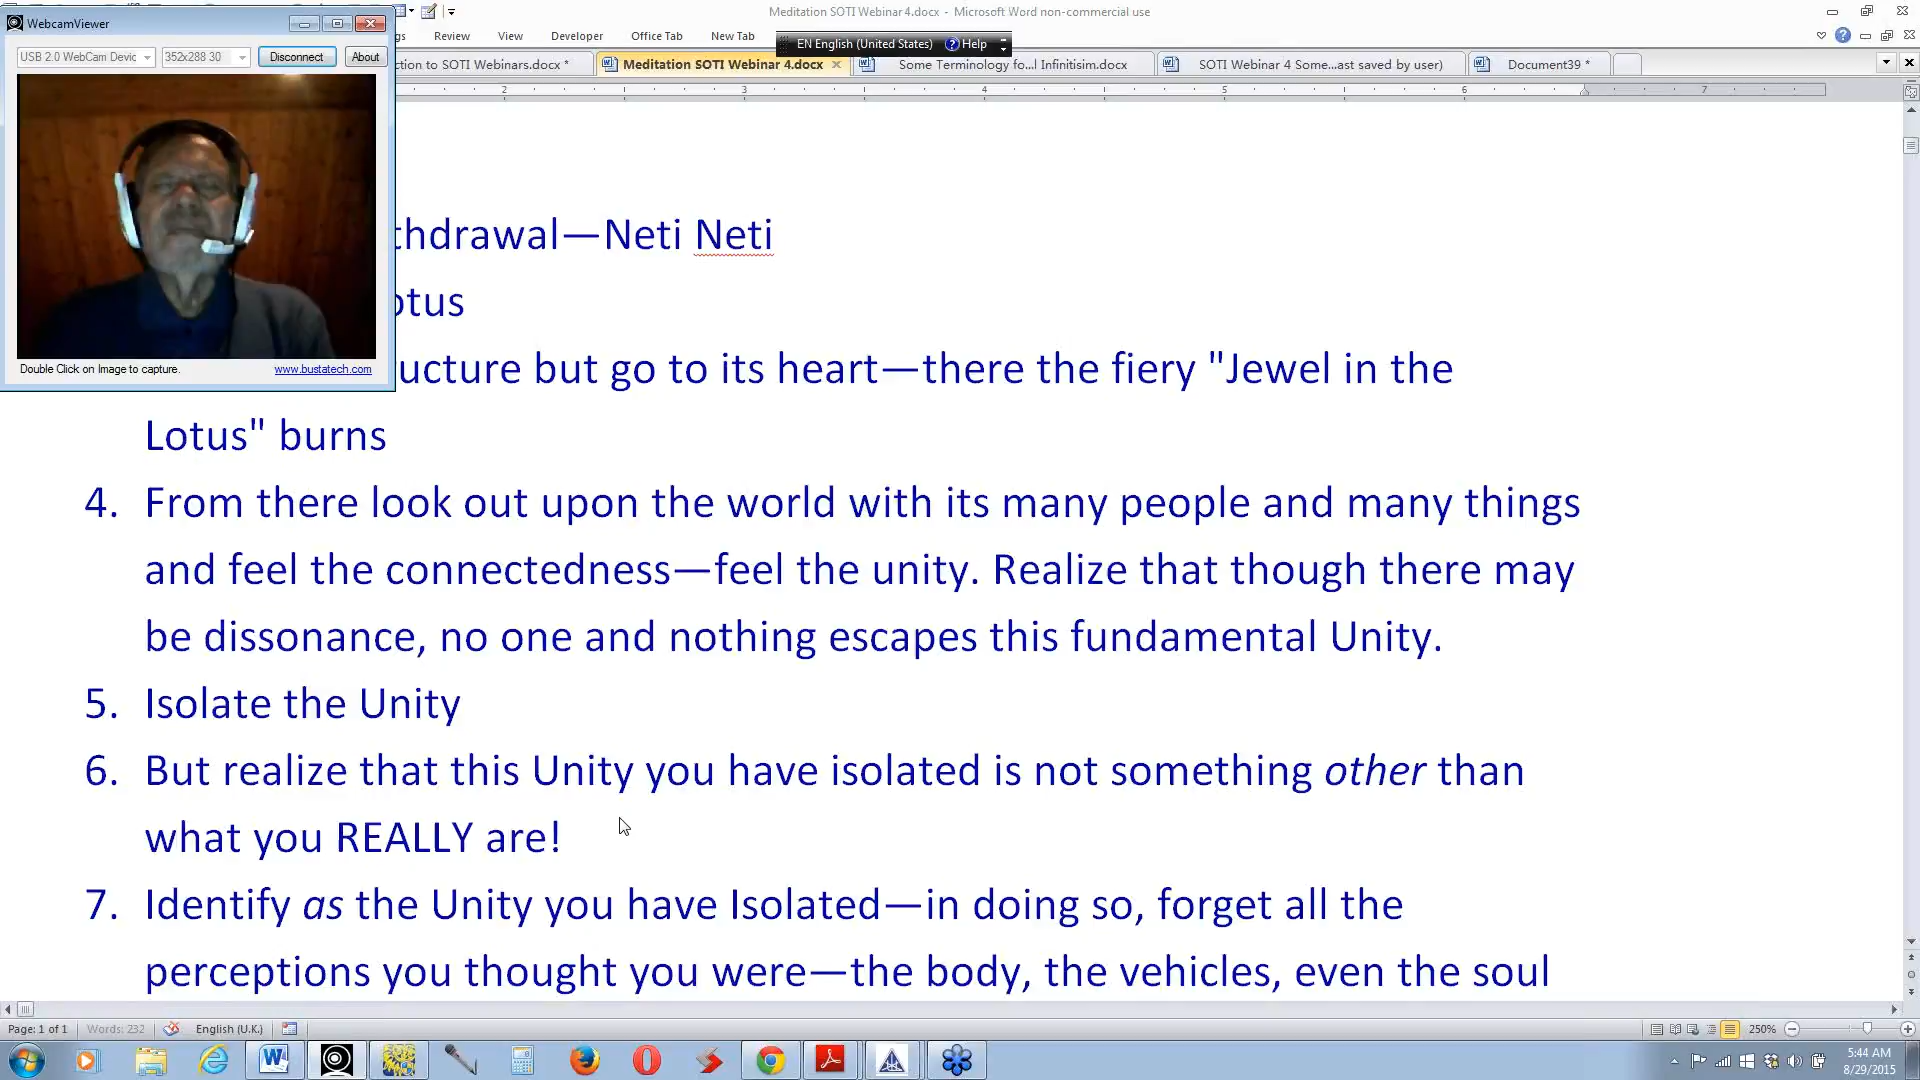 WebcamViewer
Meditation SOTI Webinar 4.docx - Microsoft Word non-commercial use
gs Review View Developer Office Tab New Tab
EN English (United States) Help
USB 2.0 WebCam Devic 352x288 30 Disconnect About
ction to SOTI Webinars.docx * Meditation SOTI Webinar 4.docx Some Terminology fo...l Infinitisim.docx SOTI Webinar 4 Some...ast saved by user) Document39 *
2 3 4 5 6 7
thdrawal—Neti Neti
otus
Double Click on Image to capture. www.bustatech.com
ucture but go to its heart—there the fiery "Jewel in the
Lotus" burns
4. From there look out upon the world with its many people and many things
and feel the connectedness—feel the unity. Realize that though there may
be dissonance, no one and nothing escapes this fundamental Unity.
5. Isolate the Unity
6. But realize that this Unity you have isolated is not something other than
what you REALLY are!
7. Identify as the Unity you have Isolated—in doing so, forget all the
perceptions you thought you were—the body, the vehicles, even the soul
Page: 1 of 1 Words: 232 English (U.K.) 250%
5:44 AM
8/29/2015